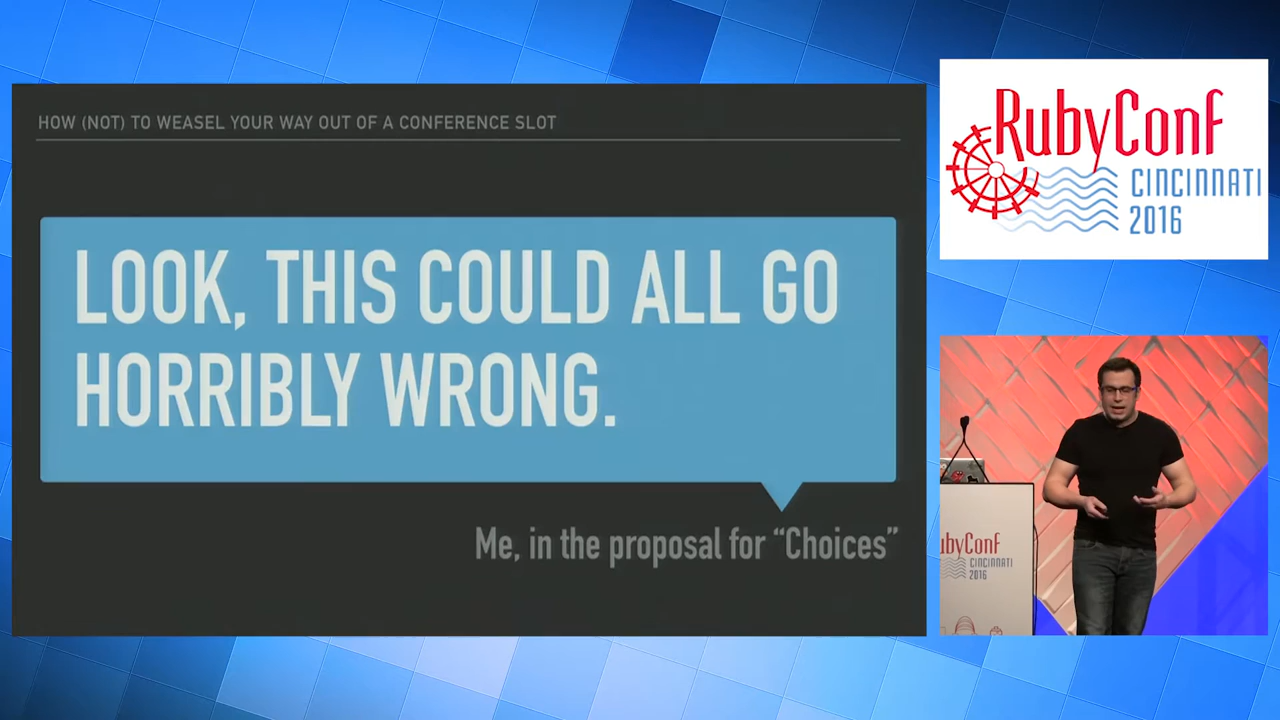 HOW (NOT) TO WEASEL YOUR WAY OUT OF A CONFERENCE SLOT
LOOK, THIS COULD ALL GO
HORRIBLY WRONG.
Me, in the proposal for “Choices”
RubyConf
CINCINNATI
2016
ubyConf
CINCINNATI
2016